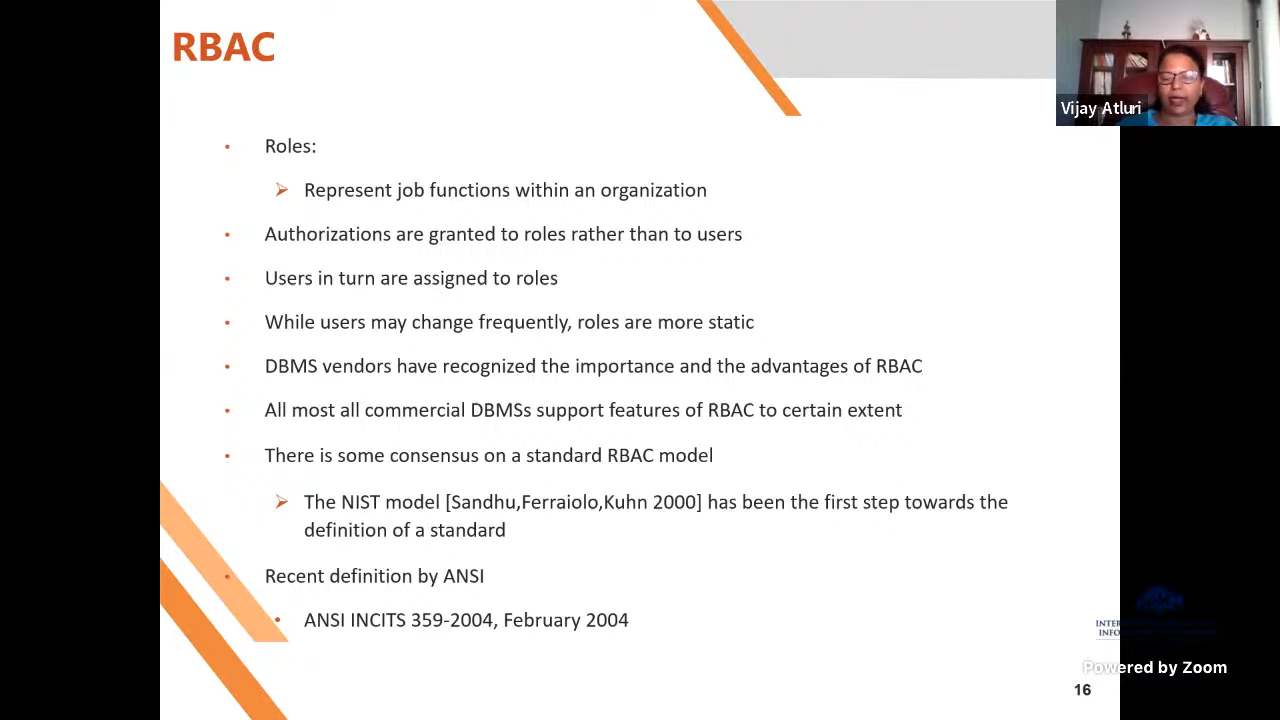 RBAC
Vijay Atluri
Roles:
Represent job functions within an organization
Authorizations are granted to roles rather than to users
Users in turn are assigned to roles
While users may change frequently, roles are more static
DBMS vendors have recognized the importance and the advantages of RBAC
All most all commercial DBMSs support features of RBAC to certain extent
There is some consensus on a standard RBAC model
The NIST model [Sandhu,Ferraiolo,Kuhn 2000] has been the first step towards the
definition of a standard
Recent definition by ANSI
ANSI INCITS 359-2004, February 2004
Powered by Zoom
16